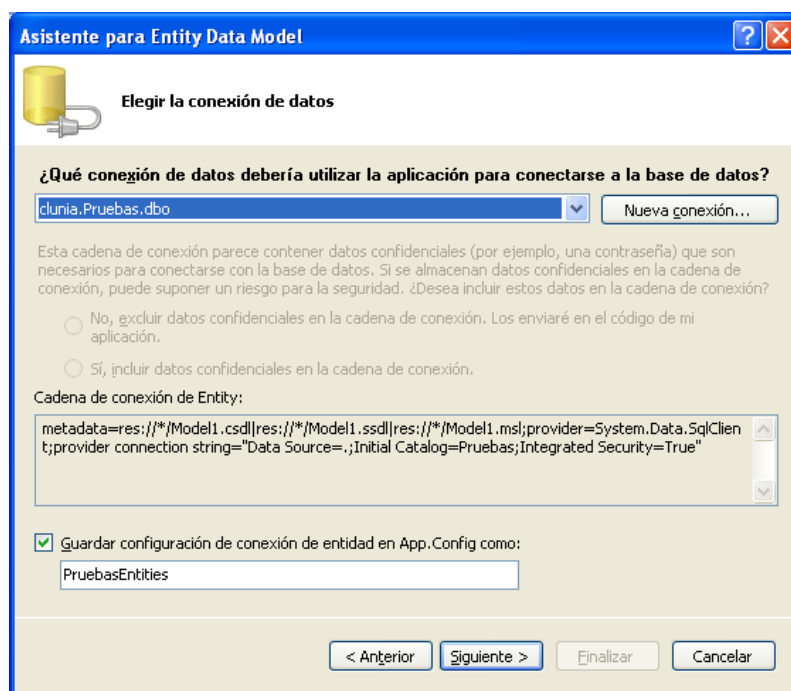 Asistente para Entity Data Model
Elegir la conexión de datos
¿Qué conexión de datos debería utilizar la aplicación para conectarse a la base de datos?
clunia.Pruebas.dbo
Nueva conexión...
Esta cadena de conexión parece contener datos confidenciales (por ejemplo, una contraseña) que son
necesarios para conectarse con la base de datos. Si se almacenan datos confidenciales en la cadena de
conexión, puede suponer un riesgo para la seguridad. ¿Desea incluir estos datos en la cadena de conexión?
No, excluir datos confidenciales en la cadena de conexión. Los enviaré en el código de mi
aplicación.
Sí, incluir datos confidenciales en la cadena de conexión.
Cadena de conexión de Entity:
metadata=res://*/Model1.csdl|res://*/Model1.ssdl|res://*/Model1.msl;provider=System.Data.SqlClien
t;provider connection string="Data Source=.;Initial Catalog=Pruebas;Integrated Security=True"
Guardar configuración de conexión de entidad en App.Config como:
PruebasEntities
< Anterior
Siguiente >
Finalizar
Cancelar